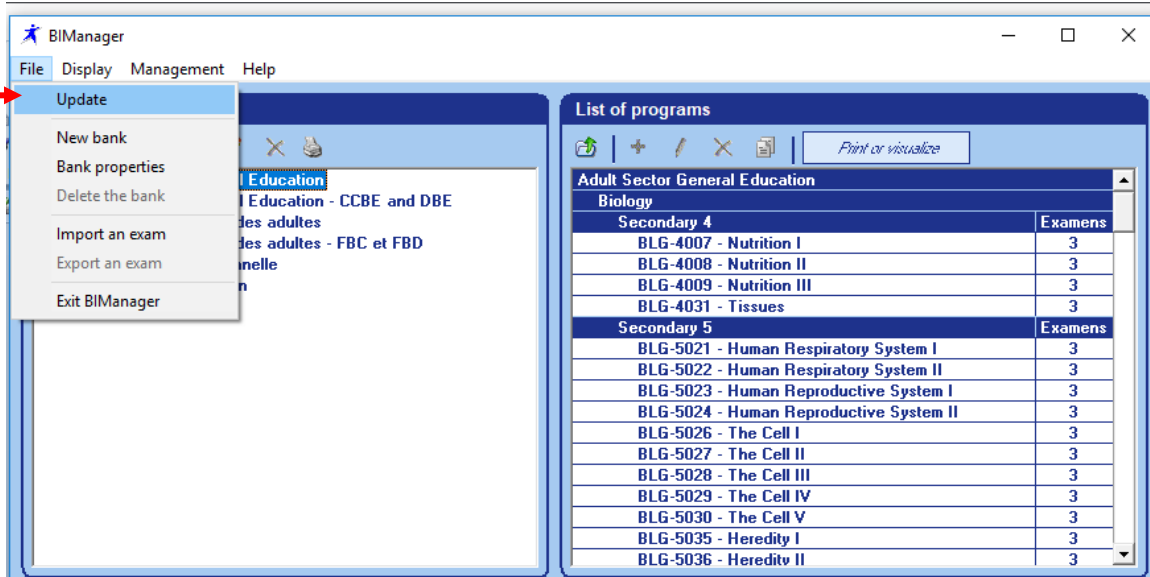 BIManager
File Display Management Help
Update
New bank
Bank properties
Delete the bank
Import an exam
Export an exam
Exit BIManager
Education
Education - CCBE and DBE
des adultes
des adultes - FBC et FBD
List of programs
Print or visualize
Adult Sector General Education
Biology
Secondary 4 Examens
BLG-4007 - Nutrition I 3
BLG-4008 - Nutrition II 3
BLG-4009 - Nutrition III 3
BLG-4031 - Tissues 3
Secondary 5 Examens
BLG-5021 - Human Respiratory System I 3
BLG-5022 - Human Respiratory System II 3
BLG-5023 - Human Reproductive System I 3
BLG-5024 - Human Reproductive System II 3
BLG-5026 - The Cell I 3
BLG-5027 - The Cell II 3
BLG-5028 - The Cell III 3
BLG-5029 - The Cell IV 3
BLG-5030 - The Cell V 3
BLG-5035 - Heredity I 3
BLG-5036 - Heredity II 3